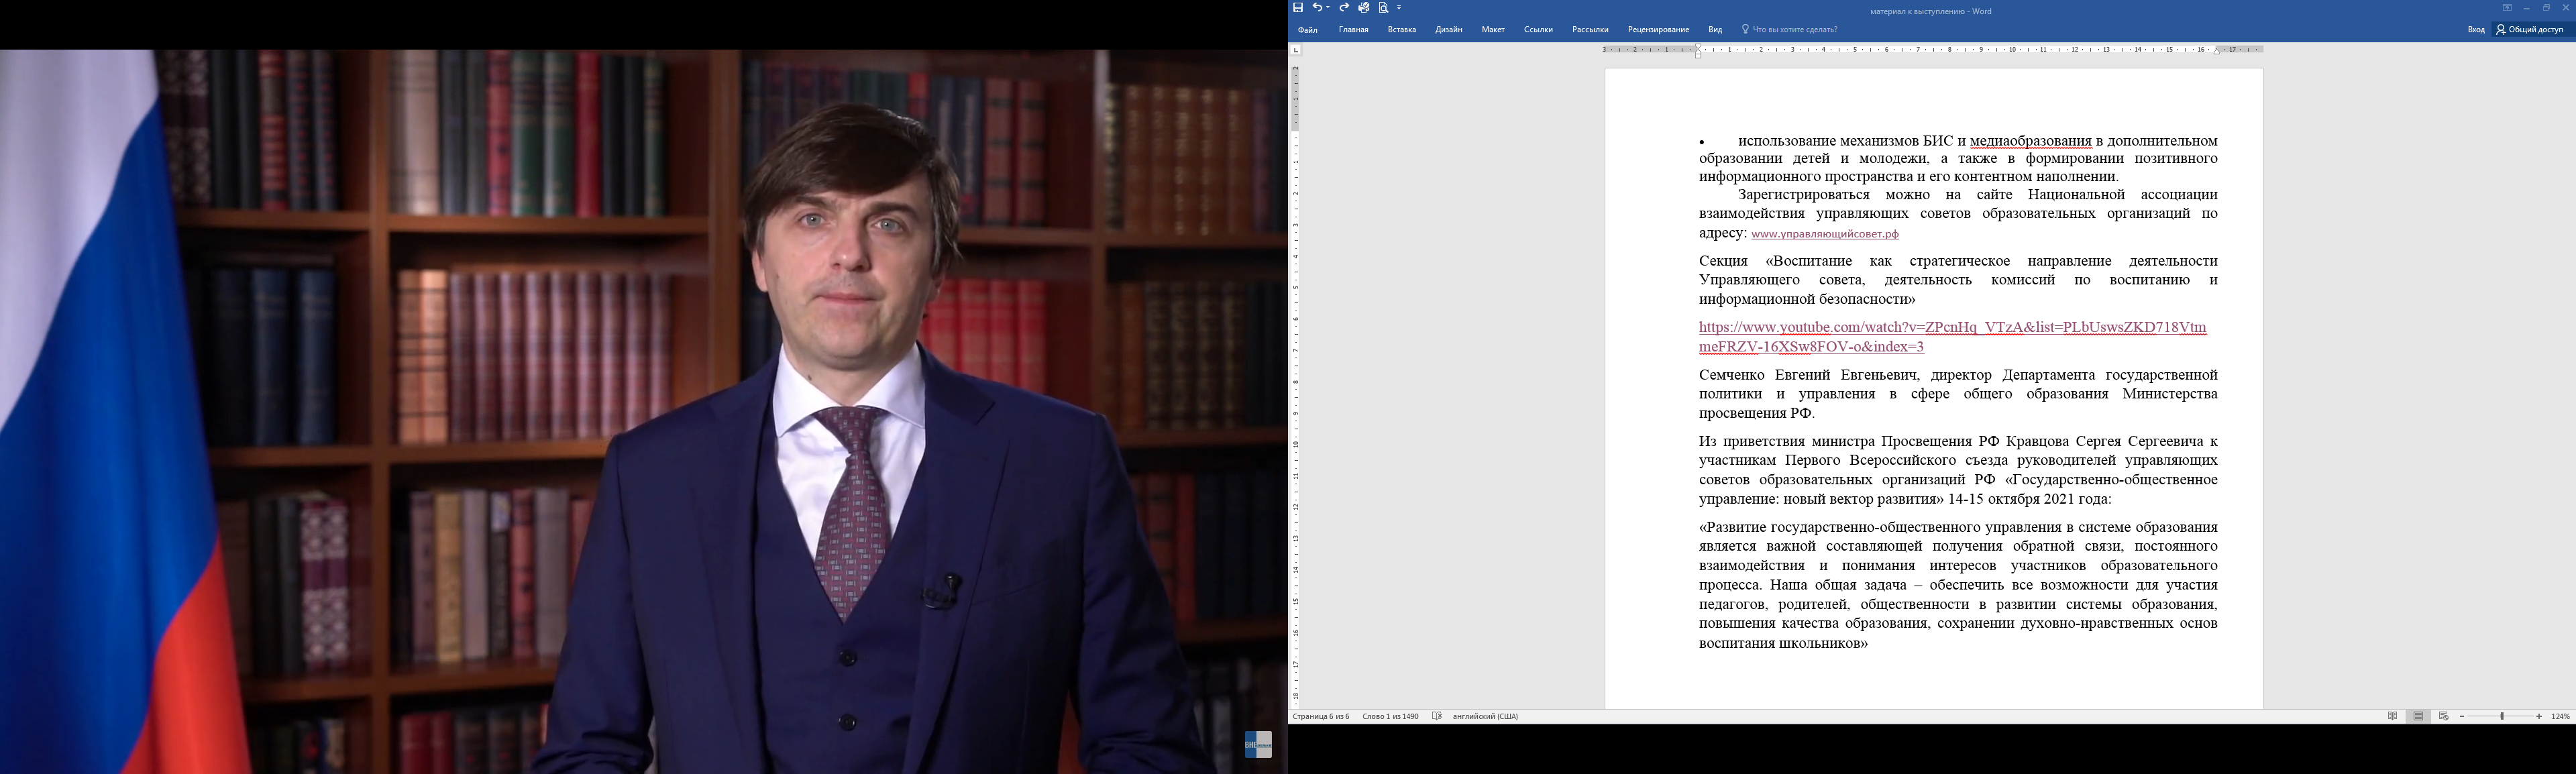 материал к выступлению - Word
Файл Главная Вставка Дизайн Макет Ссылки Рассылки Рецензирование Вид Что вы хотите сделать? Вход Общий доступ
• использование механизмов БИС и медиаобразования в дополнительном
образовании детей и молодежи, а также в формировании позитивного
информационного пространства и его контентном наполнении.
Зарегистрироваться можно на сайте Национальной ассоциации
взаимодействия управляющих советов образовательных организаций по
адресу: www.управляющийсовет.рф
Секция «Воспитание как стратегическое направление деятельности
Управляющего совета, деятельность комиссий по воспитанию и
информационной безопасности»
https://www.youtube.com/watch?v=ZPcnHq_VTzA&list=PLbUswsZKD718Vtm
meFRZV-16XSw8FOV-o&index=3
Семченко Евгений Евгеньевич, директор Департамента государственной
политики и управления в сфере общего образования Министерства
просвещения РФ.
Из приветствия министра Просвещения РФ Кравцова Сергея Сергеевича к
участникам Первого Всероссийского съезда руководителей управляющих
советов образовательных организаций РФ «Государственно-общественное
управление: новый вектор развития» 14-15 октября 2021 года:
«Развитие государственно-общественного управления в системе образования
является важной составляющей получения обратной связи, постоянного
взаимодействия и понимания интересов участников образовательного
процесса. Наша общая задача – обеспечить все возможности для участия
педагогов, родителей, общественности в развитии системы образования,
повышения качества образования, сохранении духовно-нравственных основ
воспитания школьников»
Страница 6 из 6 Слово 1 из 1490 английский (США) 124%